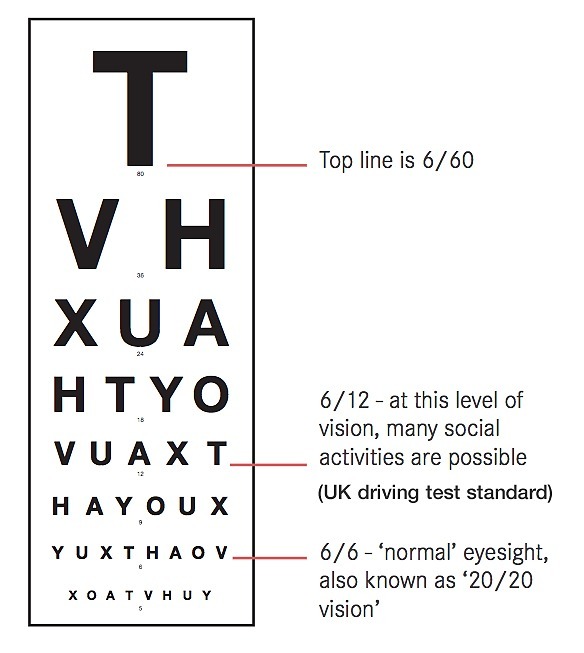 T
60
Top line is 6/60
V H
36
X U A
24
H T Y O
18
6/12 - at this level of
vision, many social
activities are possible
(UK driving test standard)
V U A X T
12
H A Y O U X
9
Y U X T H A O V
6
6/6 - ‘normal’ eyesight,
also known as ‘20/20
vision’
X O A T V H U Y
5